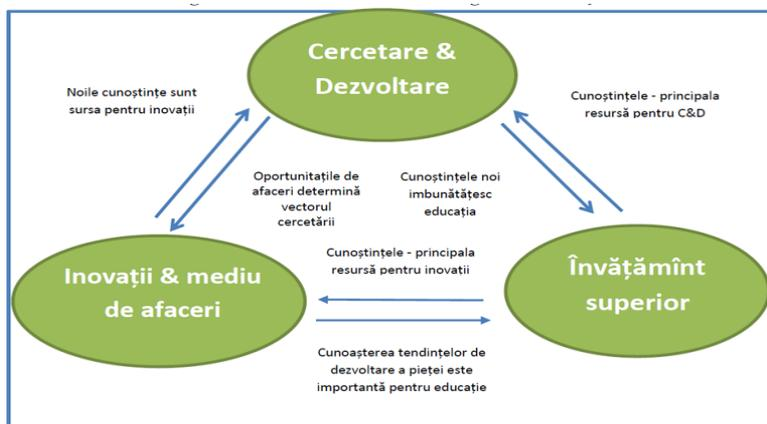 Cercetare &
Dezvoltare
Noile cunoștințe sunt
sursa pentru inovații
Cunoștințele - principala
resursă pentru C&D
Oportunitațile de
afaceri determină
vectorul
cercetării
Cunoștințele noi
imbunătățesc
educația
Inovații & mediu
de afaceri
Cunoștințele - principala
resursă pentru inovații
Învățămînt
superior
Cunoașterea tendințelor de
dezvoltare a pieței este
importantă pentru educație